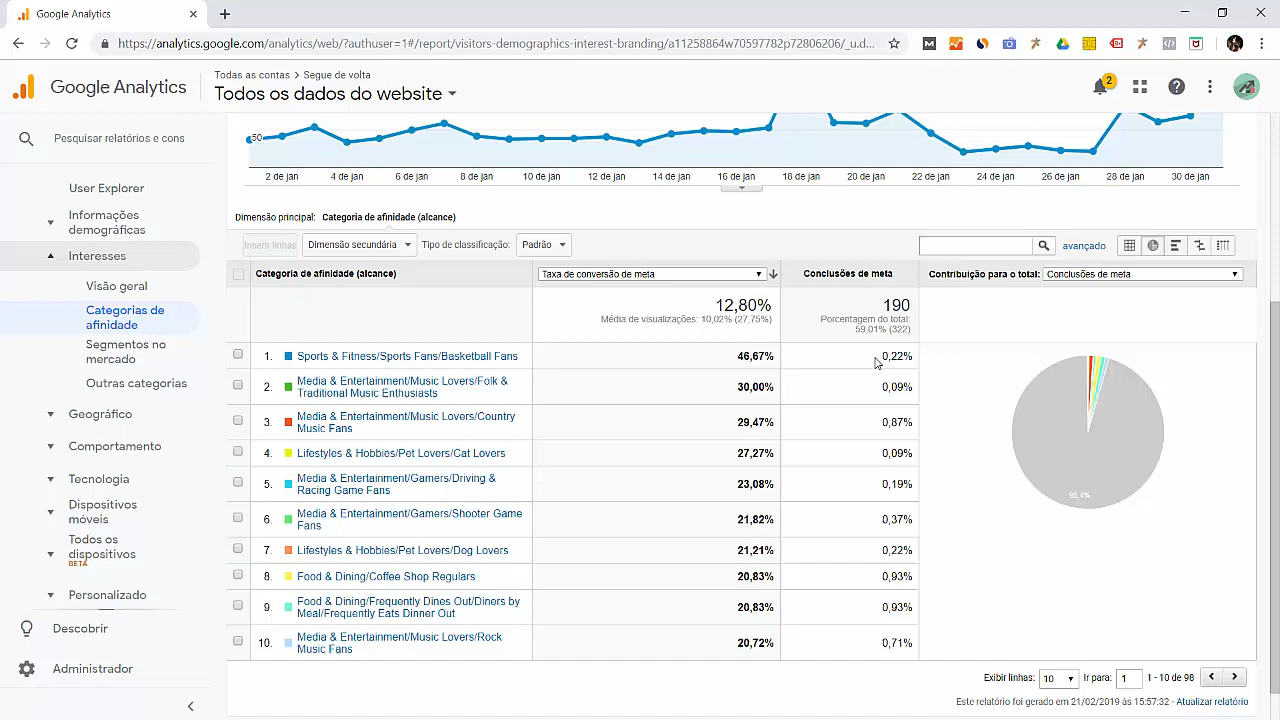 Google Analytics
https://analytics.google.com/analytics/web/?authuser=1#/report/visitors-demographics-interest-branding/a11258864w70597782p72806206/_u.d...
Google Analytics
Todas as contas > Segue de volta
Todos os dados do website
2
Pesquisar relatórios e cons
User Explorer
Informações
demográficas
Interesses
Visão geral
Categorias de
afinidade
Segmentos no
mercado
Outras categorias
Geográfico
Comportamento
Tecnologia
Dispositivos
móveis
Todos os
dispositivos
BETA
Personalizado
Descobrir
Administrador
50
2 de jan 4 de jan 6 de jan 8 de jan 10 de jan 12 de jan 14 de jan 16 de jan 18 de jan 20 de jan 22 de jan 24 de jan 26 de jan 28 de jan 30 de jan
Dimensão principal: Categoria de afinidade (alcance)
Inserir linhas Dimensão secundária Tipo de classificação: Padrão avançado
Categoria de afinidade (alcance) Taxa de conversão de meta Conclusões de meta Contribuição para o total: Conclusões de meta
12,80%
Média de visualizações: 10,02% (27,75%)
190
Porcentagem do total:
59,01% (322)
1. Sports & Fitness/Sports Fans/Basketball Fans 46,67% 0,22%
2. Media & Entertainment/Music Lovers/Folk &
Traditional Music Enthusiasts 30,00% 0,09%
3. Media & Entertainment/Music Lovers/Country
Music Fans 29,47% 0,87%
4. Lifestyles & Hobbies/Pet Lovers/Cat Lovers 27,27% 0,09%
5. Media & Entertainment/Gamers/Driving &
Racing Game Fans 23,08% 0,19%
6. Media & Entertainment/Gamers/Shooter Game
Fans 21,82% 0,37%
7. Lifestyles & Hobbies/Pet Lovers/Dog Lovers 21,21% 0,22%
8. Food & Dining/Coffee Shop Regulars 20,83% 0,93%
9. Food & Dining/Frequently Dines Out/Diners by
Meal/Frequently Eats Dinner Out 20,83% 0,93%
10. Media & Entertainment/Music Lovers/Rock
Music Fans 20,72% 0,71%
95,4%
Exibir linhas: 10 Ir para: 1 1 - 10 de 98
Este relatório foi gerado em 21/02/2019 às 15:57:32 - Atualizar relatório